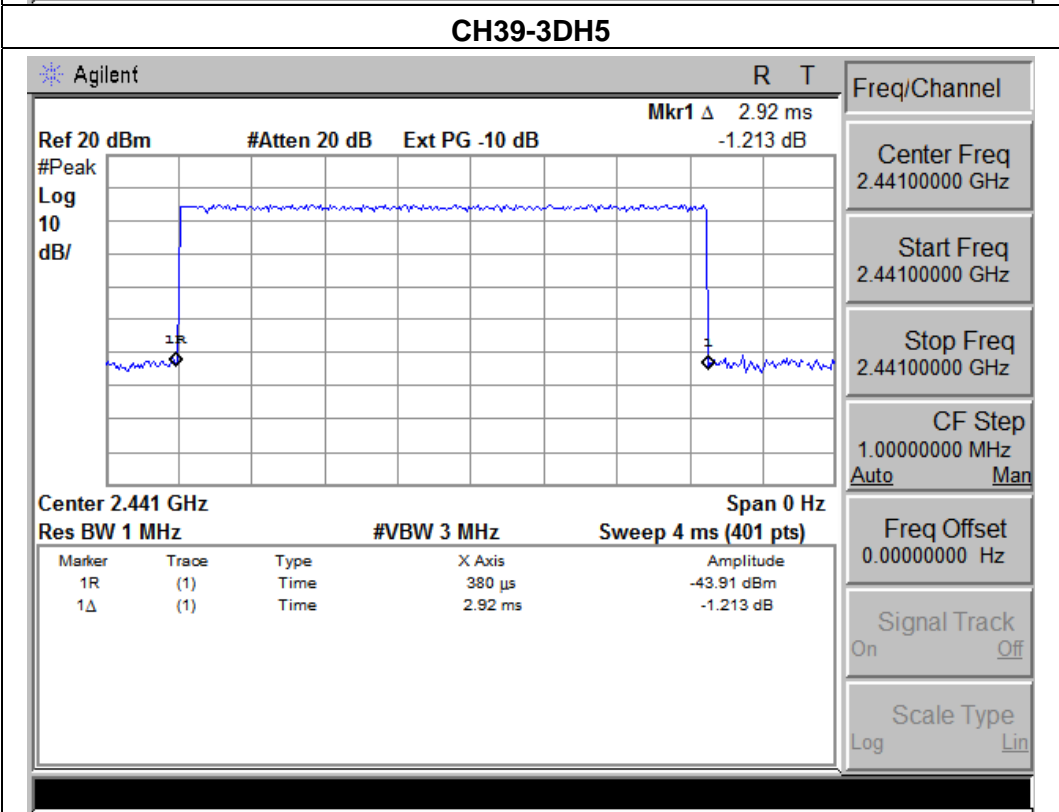 CH39-3DH5
Agilent R T
Mkr1 Δ 2.92 ms
Ref 20 dBm #Atten 20 dB Ext PG -10 dB -1.213 dB
#Peak
Log
10
dB/
1R
1
Center 2.441 GHz Span 0 Hz
Res BW 1 MHz #VBW 3 MHz Sweep 4 ms (401 pts)
Marker Trace Type X Axis Amplitude
1R (1) Time 380 µs -43.91 dBm
1Δ (1) Time 2.92 ms -1.213 dB
Freq/Channel
Center Freq
2.44100000 GHz
Start Freq
2.44100000 GHz
Stop Freq
2.44100000 GHz
CF Step
1.00000000 MHz
Auto Man
Freq Offset
0.00000000 Hz
Signal Track
On Off
Scale Type
Log Lin